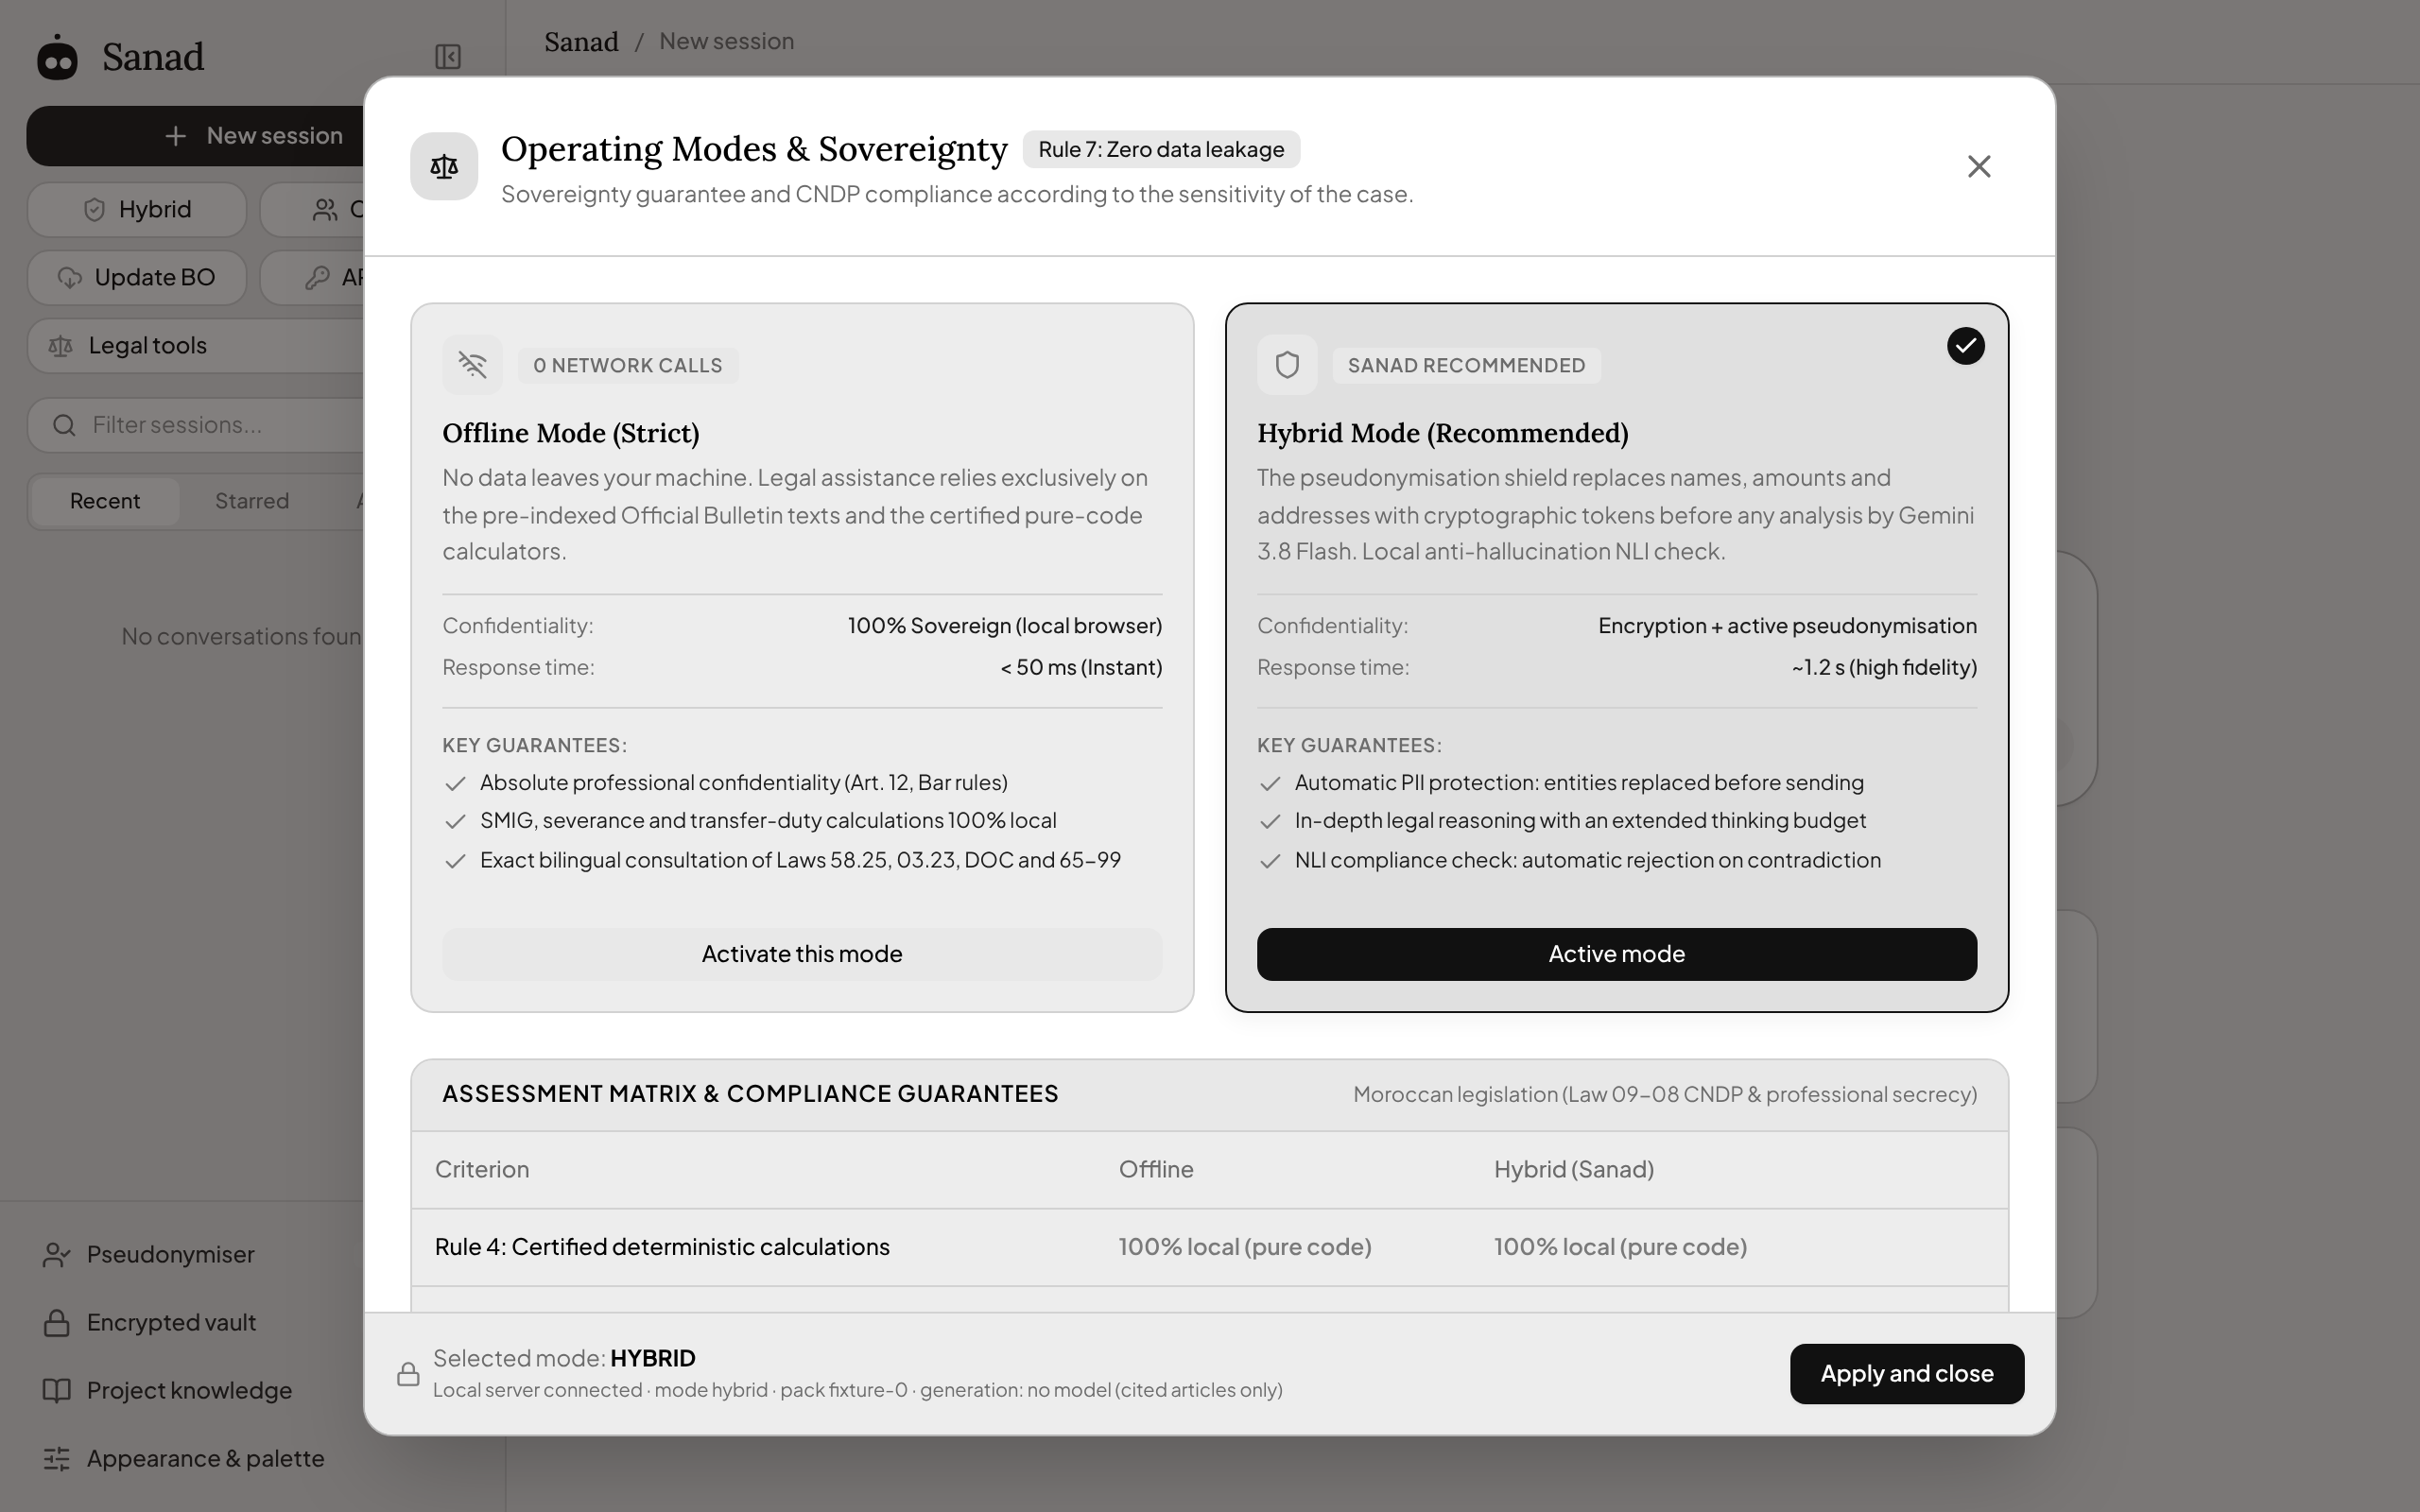 Sanad
Sanad / New session
New session
Hybrid
Update BO
Legal tools
Filter sessions...
Recent
Starred
No conversations foun
Pseudonymiser
Encrypted vault
Project knowledge
Appearance & palette
Operating Modes & Sovereignty
Rule 7: Zero data leakage
Sovereignty guarantee and CNDP compliance according to the sensitivity of the case.
0 NETWORK CALLS
Offline Mode (Strict)
No data leaves your machine. Legal assistance relies exclusively on
the pre-indexed Official Bulletin texts and the certified pure-code
calculators.
Confidentiality: 100% Sovereign (local browser)
Response time: < 50 ms (Instant)
KEY GUARANTEES:
Absolute professional confidentiality (Art. 12, Bar rules)
SMIG, severance and transfer-duty calculations 100% local
Exact bilingual consultation of Laws 58.25, 03.23, DOC and 65-99
Activate this mode
SANAD RECOMMENDED
Hybrid Mode (Recommended)
The pseudonymisation shield replaces names, amounts and
addresses with cryptographic tokens before any analysis by Gemini
3.8 Flash. Local anti-hallucination NLI check.
Confidentiality: Encryption + active pseudonymisation
Response time: ~1.2 s (high fidelity)
KEY GUARANTEES:
Automatic PII protection: entities replaced before sending
In-depth legal reasoning with an extended thinking budget
NLI compliance check: automatic rejection on contradiction
Active mode
ASSESSMENT MATRIX & COMPLIANCE GUARANTEES
Moroccan legislation (Law 09-08 CNDP & professional secrecy)
Criterion Offline Hybrid (Sanad)
Rule 4: Certified deterministic calculations 100% local (pure code) 100% local (pure code)
Selected mode: HYBRID
Local server connected · mode hybrid · pack fixture-0 · generation: no model (cited articles only)
Apply and close